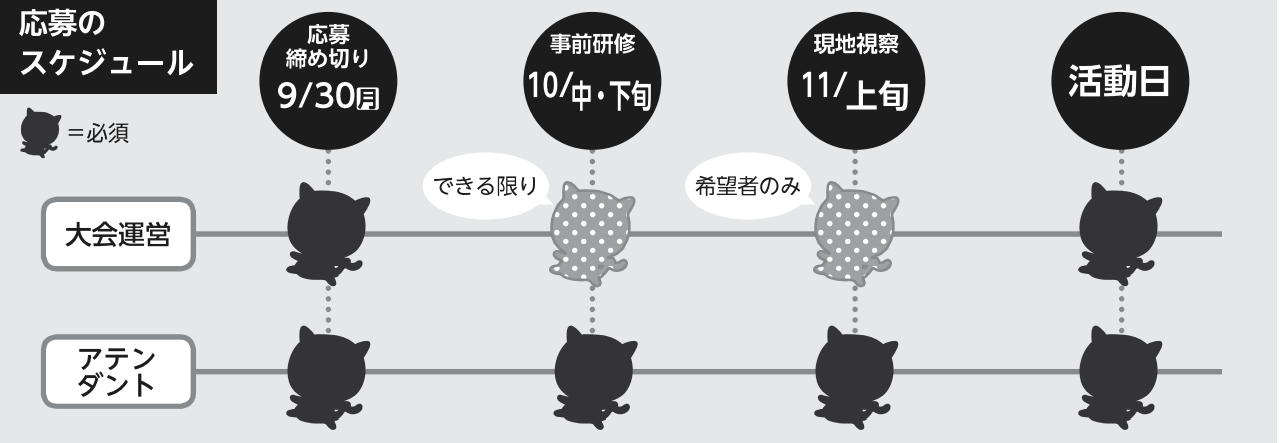 応募の
スケジュール
＝必須
応募
締め切り
9/30㊊
事前研修
10/中・下旬
現地視察
11/上旬
活動日
できる限り
希望者のみ
大会運営
アテン
ダント